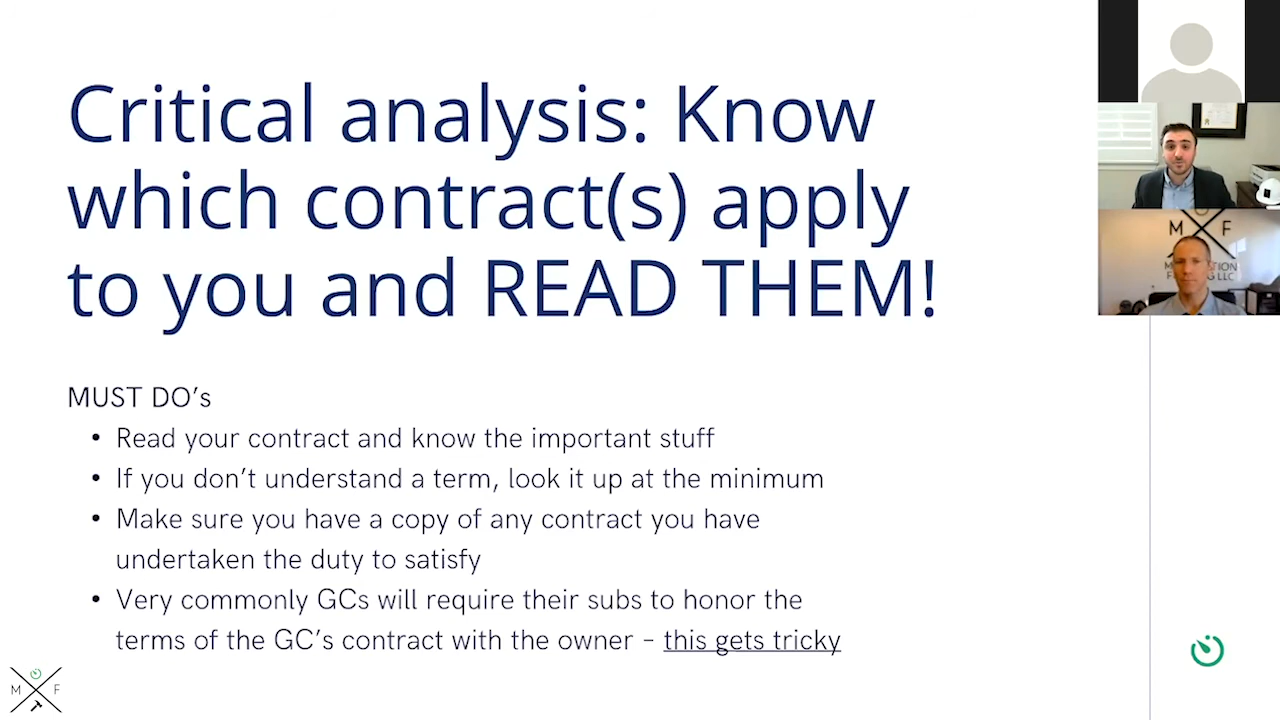 Critical analysis: Know
which contract(s) apply
to you and READ THEM!
MUST DO's
• Read your contract and know the important stuff
• If you don't understand a term, look it up at the minimum
• Make sure you have a copy of any contract you have
undertaken the duty to satisfy
• Very commonly GCs will require their subs to honor the
terms of the GC's contract with the owner – this gets tricky
M F
M F